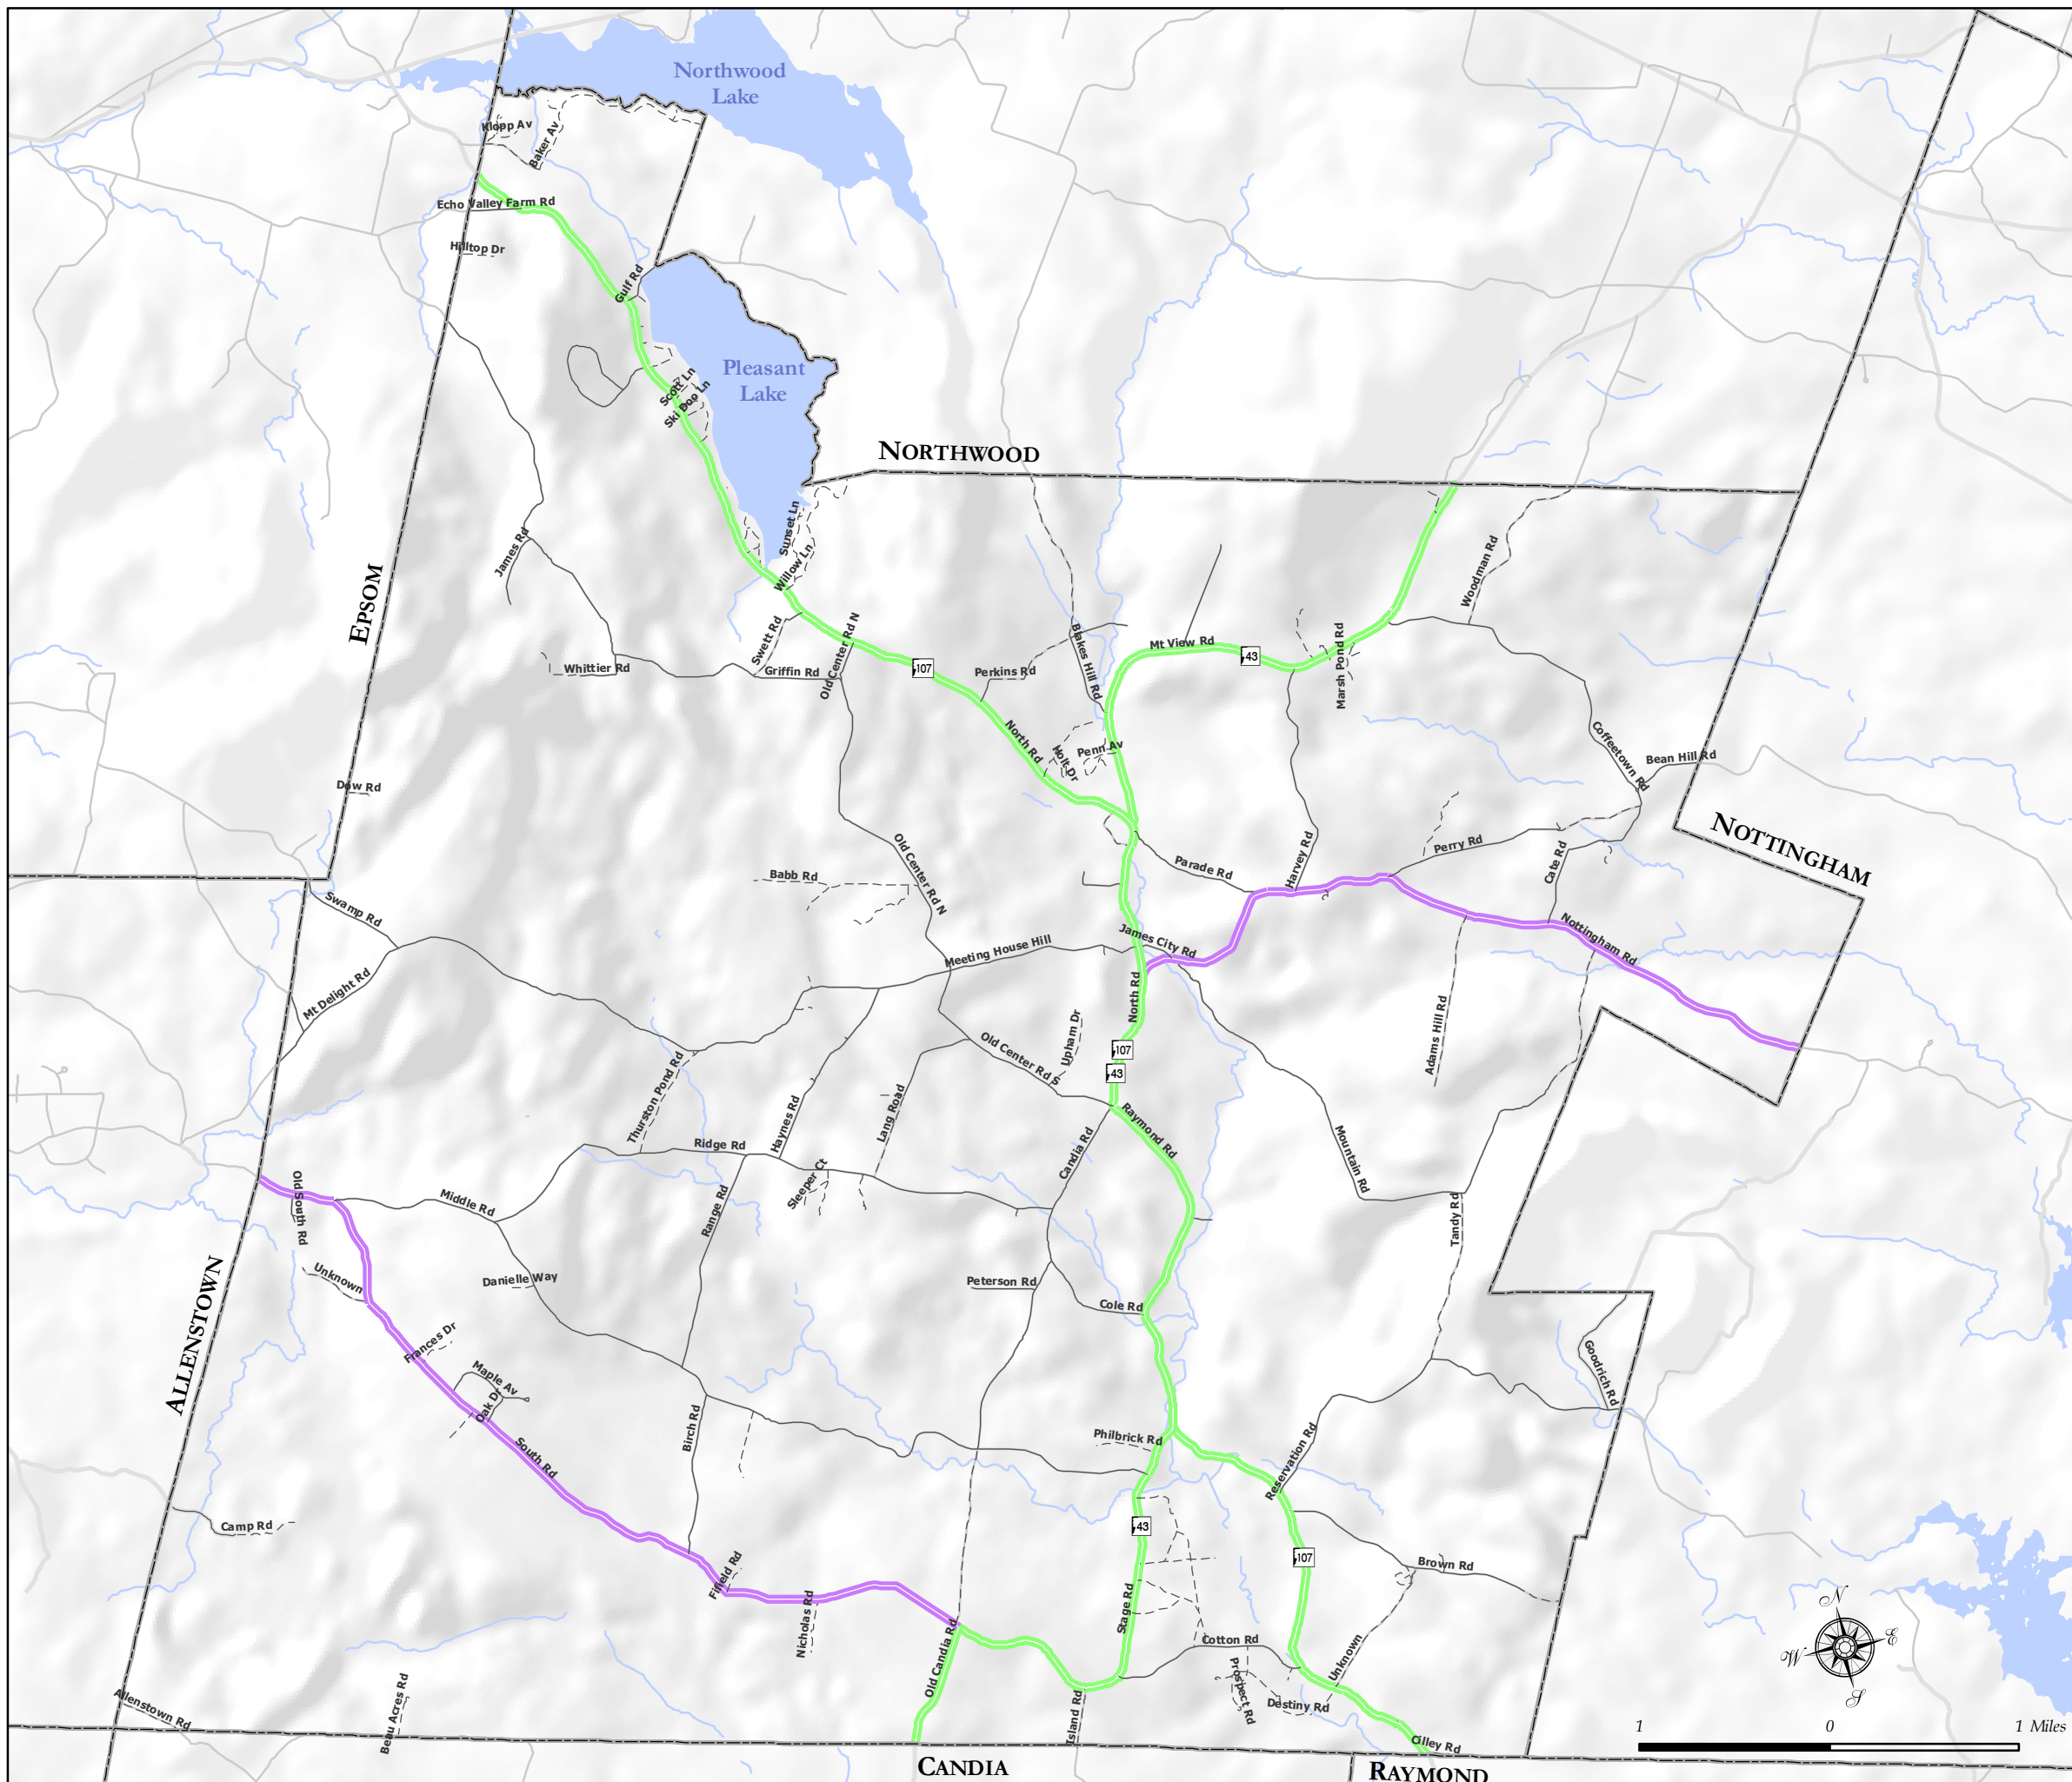 Northwood
Lake
Klopp Av
Baker Av
Echo Valley Farm Rd
Hilltop Dr
Gulf Rd
Pleasant
Lake
Scott Ln
Ski Doo Ln
NORTHWOOD
Sunset Ln
Willow Ln
James Rd
EPSOM
Woodman Rd
Swett Rd
Old Center Rd N
Blakes Hill Rd
Mt View Rd
43
Marsh Pond Rd
Whittier Rd
Griffin Rd
107
Perkins Rd
North Rd
Holt Dr
Penn Av
Coffeetown Rd
Bean Hill Rd
Dow Rd
NOTTINGHAM
Old Center Rd N
Parade Rd
Harvey Rd
Perry Rd
Cate Rd
Babb Rd
Swamp Rd
Meeting House Hill
James City Rd
Nottingham Rd
Mt Delight Rd
North Rd
Adams Hill Rd
Upham Dr
Old Center Rd S
107
43
Thurston Pond Rd
Haynes Rd
Lang Road
Raymond Rd
Ridge Rd
Candia Rd
Mountain Rd
Sleeper Ct
Old South Rd
Middle Rd
Range Rd
Tandy Rd
Unknown
Danielle Way
Peterson Rd
Cole Rd
ALLENSTOWN
Frances Dr
Maple Av
Oak Dr
Goodrich Rd
Birch Rd
Philbrick Rd
Reservation Rd
South Rd
Camp Rd
43
107
Brown Rd
Fifield Rd
Nicholas Rd
Stage Rd
Old Candia Rd
Cotton Rd
Unknown
Prospect Rd
Destiny Rd
Island Rd
Allenstown Rd
Beau Acres Rd
Cilley Rd
N
E
W
S
1 0 1 Miles
CANDIA
RAYMOND